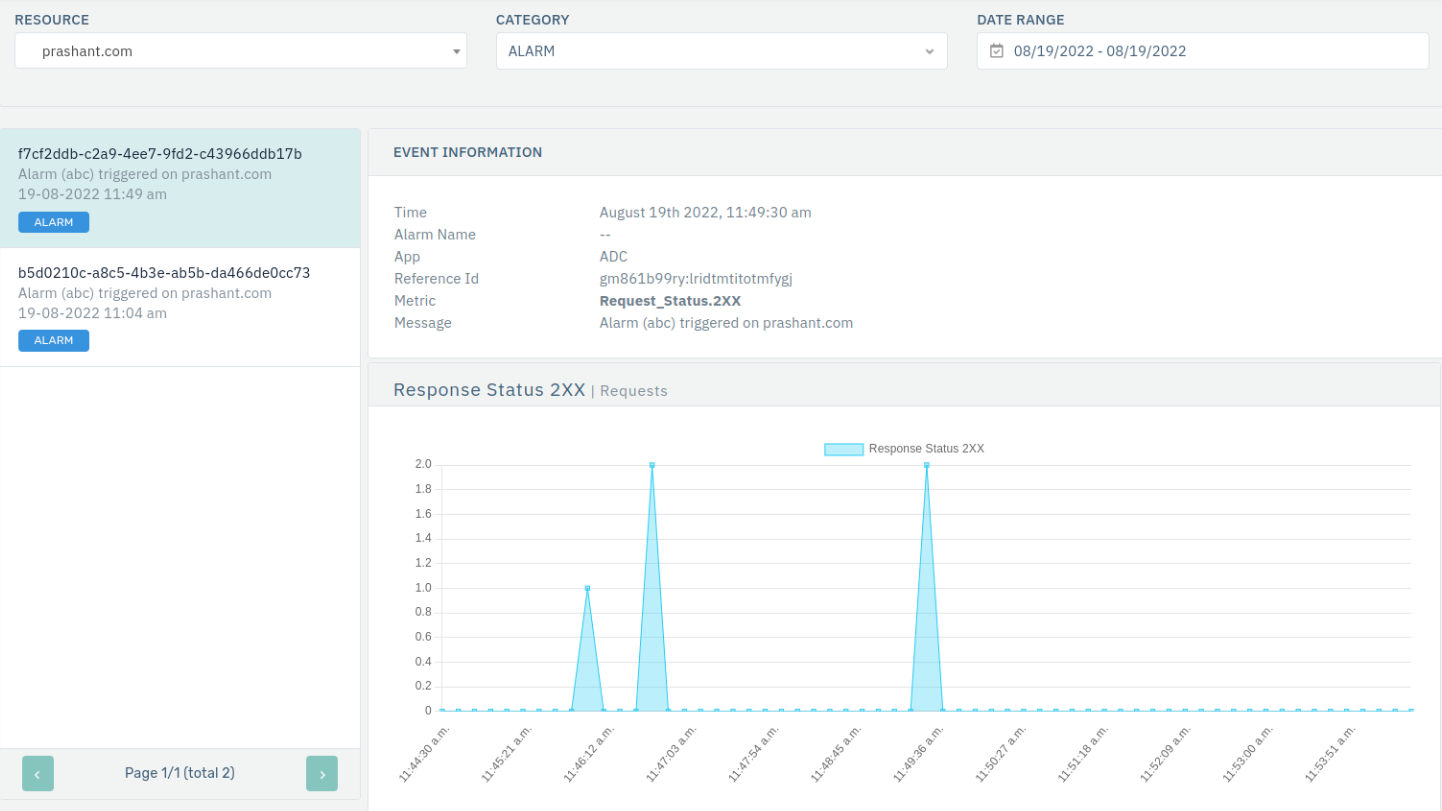 RESOURCE
prashant.com
CATEGORY
ALARM
DATE RANGE
08/19/2022 - 08/19/2022
f7cf2ddb-c2a9-4ee7-9fd2-c43966ddb17b
Alarm (abc) triggered on prashant.com
19-08-2022 11:49 am
ALARM
b5d0210c-a8c5-4b3e-ab5b-da466de0cc73
Alarm (abc) triggered on prashant.com
19-08-2022 11:04 am
ALARM
Page 1/1 (total 2)
EVENT INFORMATION
Time August 19th 2022, 11:49:30 am
Alarm Name --
App ADC
Reference Id gm861b99ry:lridtmtitotmfygj
Metric Request_Status.2XX
Message Alarm (abc) triggered on prashant.com
Response Status 2XX | Requests
Response Status 2XX
2.0
1.8
1.6
1.4
1.2
1.0
0.8
0.6
0.4
0.2
0
11:44:30 a.m.
11:45:21 a.m.
11:46:12 a.m.
11:47:03 a.m.
11:47:54 a.m.
11:48:45 a.m.
11:49:36 a.m.
11:50:27 a.m.
11:51:18 a.m.
11:52:09 a.m.
11:53:00 a.m.
11:53:51 a.m.